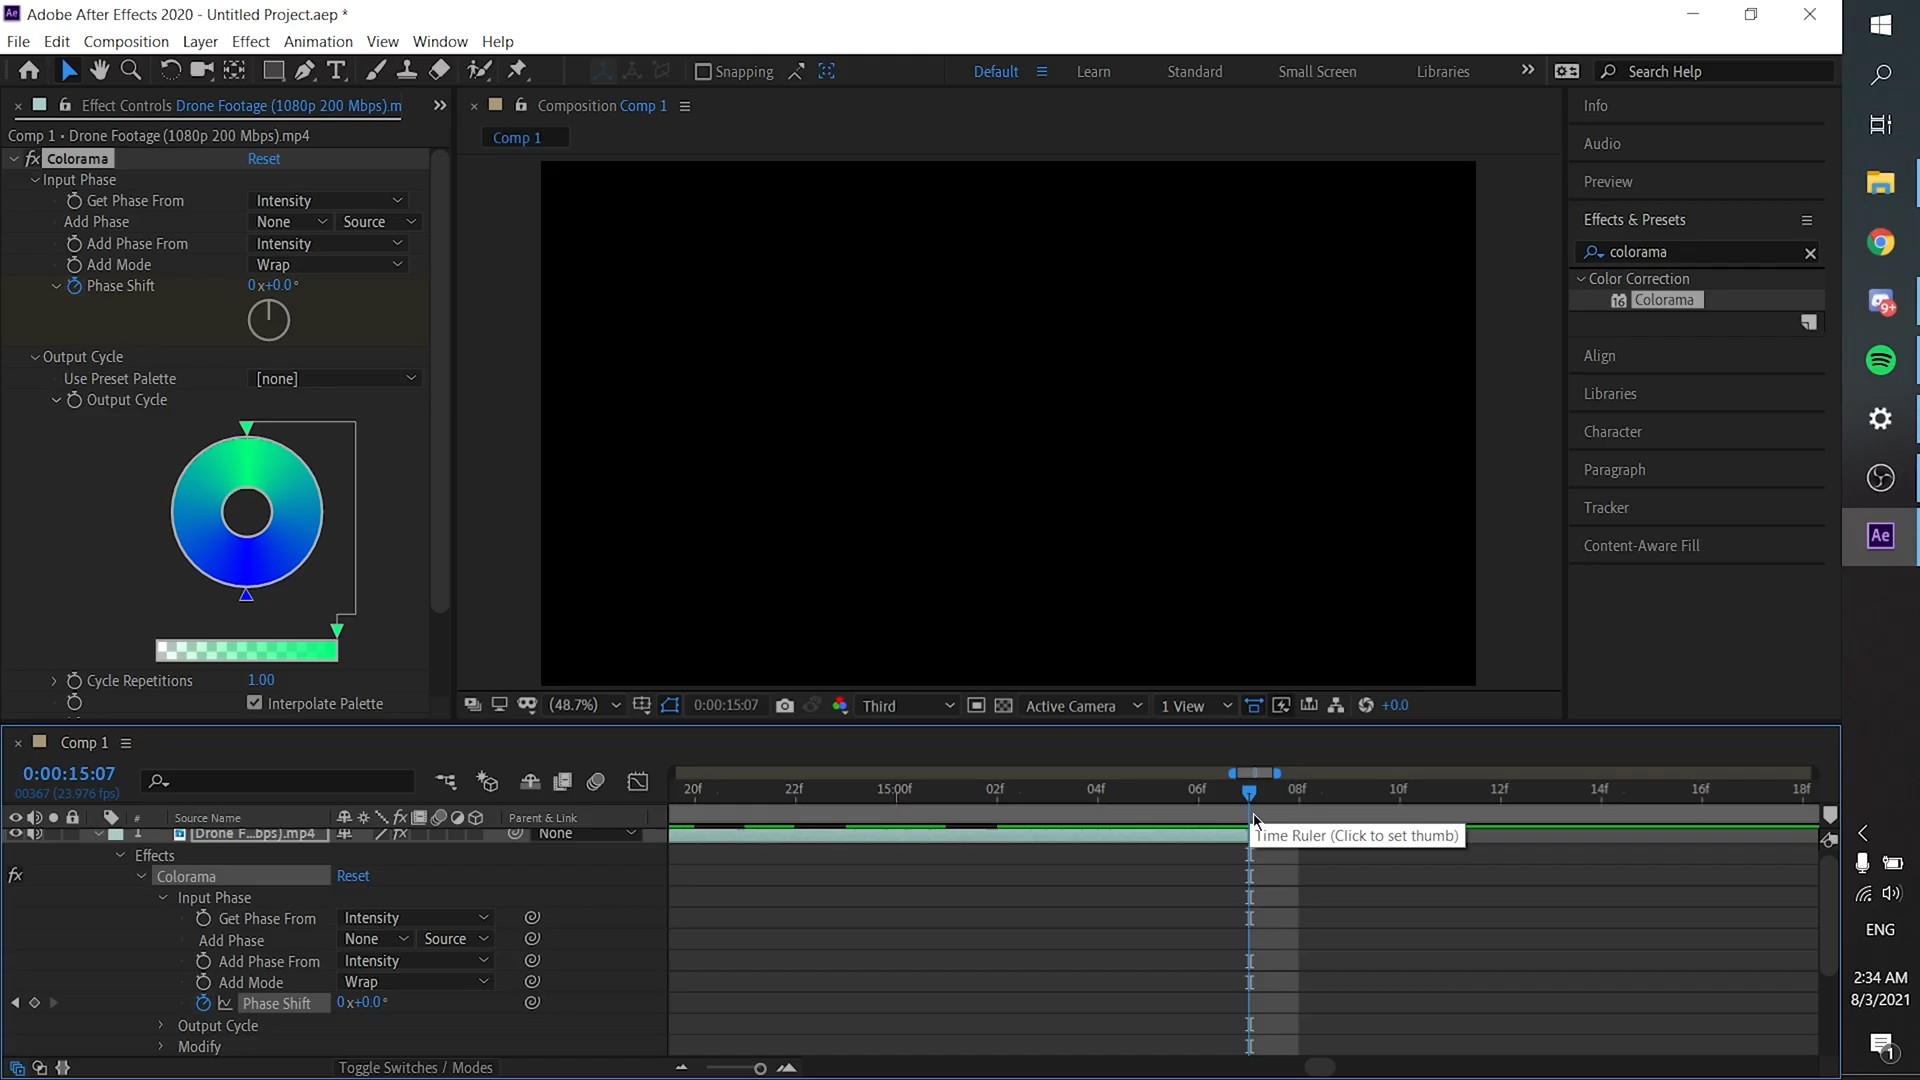 Adobe After Effects 2020 - Untitled Project.aep *
File Edit Composition Layer Effect Animation View Window Help
Snapping Default Learn Standard Small Screen Libraries Search Help
Effect Controls Drone Footage (1080p 200 Mbps).m
Composition Comp 1
Info
Comp 1 • Drone Footage (1080p 200 Mbps).mp4
Comp 1
Audio
fx Colorama Reset
Input Phase
Preview
Get Phase From Intensity
Add Phase None Source
Effects & Presets
Add Phase From Intensity
colorama
Add Mode Wrap
Color Correction
Phase Shift 0x+0.0°
16 Colorama
Output Cycle
Align
Use Preset Palette [none]
Libraries
Output Cycle
Character
Paragraph
Tracker
Content-Aware Fill
Ae
Cycle Repetitions 1.00
Interpolate Palette
(48.7%) 0:00:15:07 Third Active Camera 1 View +0.0
Comp 1
0:00:15:07
00367 (23.976 fps)
20f 22f 15:00f 02f 04f 06f 08f 10f 12f 14f 16f 18f
# Source Name fx Parent & Link
1 Drone F...bps).mp4 fx None
Time Ruler (Click to set thumb)
Effects
fx Colorama Reset
Input Phase
Get Phase From Intensity
Add Phase None Source
Add Phase From Intensity
Add Mode Wrap
Phase Shift 0x+0.0°
Output Cycle
Modify
Toggle Switches / Modes
9+
ENG
2:34 AM
8/3/2021
1